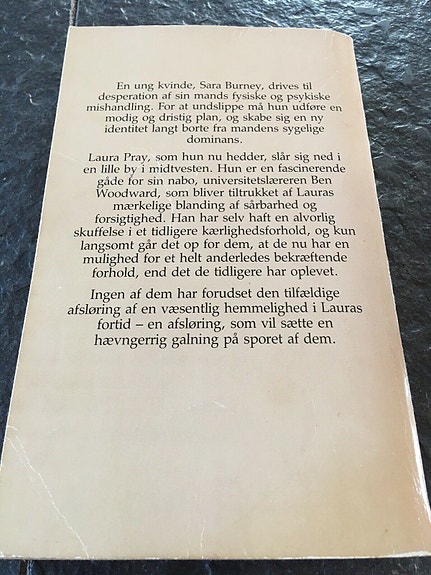 En ung kvinde, Sara Burney, drives til
desperation af sin mands fysiske og psykiske
mishandling. For at undslippe må hun udføre en
modig og dristig plan, og skabe sig en ny
identitet langt borte fra mandens sygelige
dominans.
Laura Pray, som hun nu hedder, slår sig ned i
en lille by i midtvesten. Hun er en fascinerende
gåde for sin nabo, universitetslæreren Ben
Woodward, som bliver tiltrukket af Lauras
mærkelige blanding af sårbarhed og
forsigtighed. Han har selv haft en alvorlig
skuffelse i et tidligere kærlighedsforhold, og kun
langsomt går det op for dem, at de nu har en
mulighed for et helt anderledes bekræftende
forhold, end det de tidligere har oplevet.
Ingen af dem har forudset den tilfældige
afsløring af en væsentlig hemmelighed i Lauras
fortid – en afsløring, som vil sætte en
hævngerrig galning på sporet af dem.